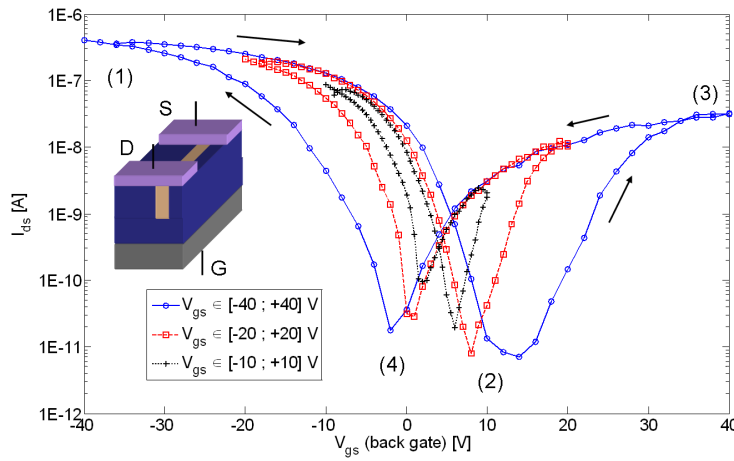 1E-6
1E-7
1E-8
1E-9
1E-10
1E-11
1E-12
I_ds [A]
(1)
(3)
S
D
G
V_gs ∈ [-40 ; +40] V
V_gs ∈ [-20 ; +20] V
V_gs ∈ [-10 ; +10] V
(4)
(2)
-40 -30 -20 -10 0 10 20 30 40
V_gs (back gate) [V]